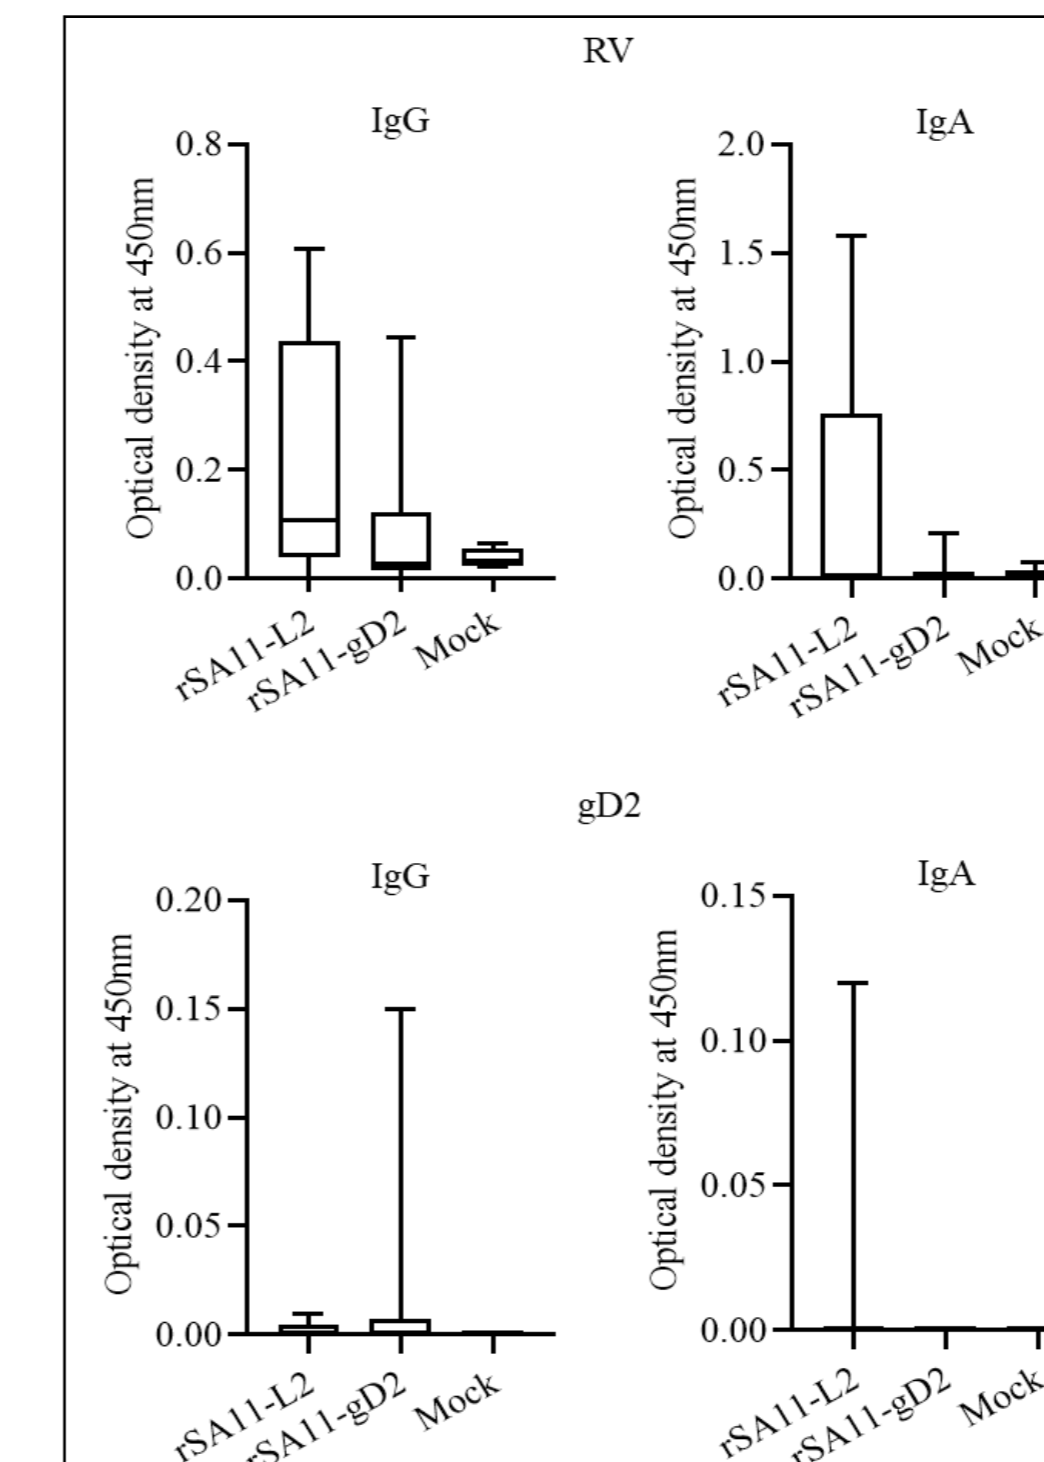 RV
IgG
Optical density at 450nm
0.8
0.6
0.4
0.2
0.0
rSA11-L2
rSA11-gD2
Mock
IgA
Optical density at 450nm
2.0
1.5
1.0
0.5
0.0
rSA11-L2
rSA11-gD2
Mock
gD2
IgG
Optical density at 450nm
0.20
0.15
0.10
0.05
0.00
rSA11-L2
rSA11-gD2
Mock
IgA
Optical density at 450nm
0.15
0.10
0.05
0.00
rSA11-L2
rSA11-gD2
Mock